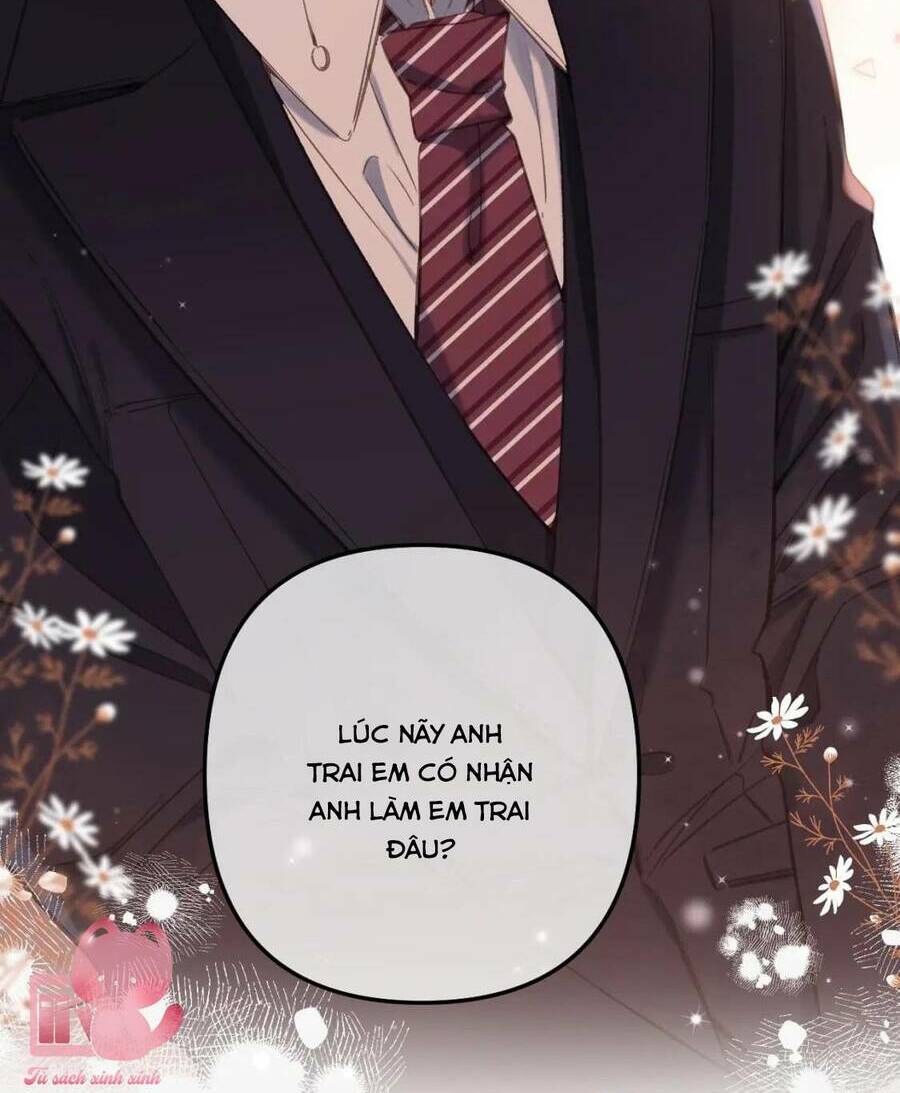 LÚC NÃY ANH
TRAI EM CÓ NHẬN
ANH LÀM EM TRAI
ĐÂU?
Tủ sách xinh xinh